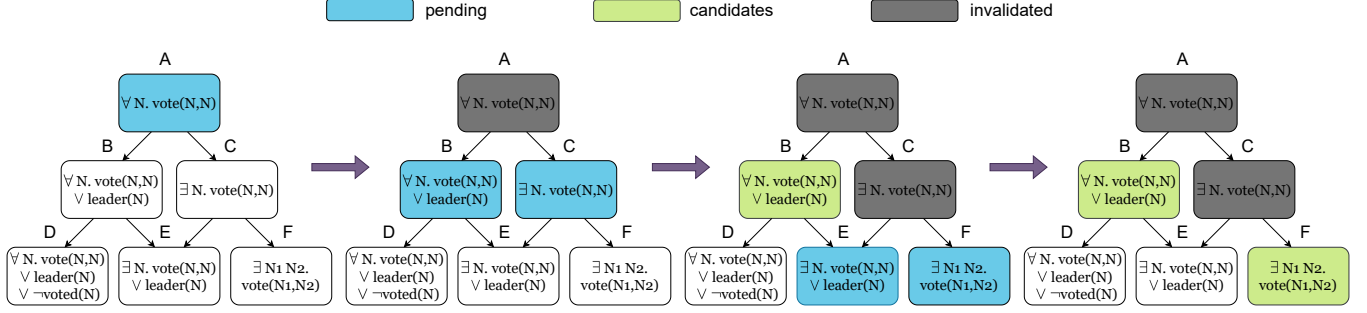 pending
candidates
invalidated
A
∀ N. vote(N,N)
B
C
∀ N. vote(N,N)
∨ leader(N)
∃ N. vote(N,N)
D
E
F
∀ N. vote(N,N)
∨ leader(N)
∨ ¬voted(N)
∃ N. vote(N,N)
∨ leader(N)
∃ N1 N2.
vote(N1,N2)
A
∀ N. vote(N,N)
B
C
∀ N. vote(N,N)
∨ leader(N)
∃ N. vote(N,N)
D
E
F
∀ N. vote(N,N)
∨ leader(N)
∨ ¬voted(N)
∃ N. vote(N,N)
∨ leader(N)
∃ N1 N2.
vote(N1,N2)
A
∀ N. vote(N,N)
B
C
∀ N. vote(N,N)
∨ leader(N)
∃ N. vote(N,N)
D
E
F
∀ N. vote(N,N)
∨ leader(N)
∨ ¬voted(N)
∃ N. vote(N,N)
∨ leader(N)
∃ N1 N2.
vote(N1,N2)
A
∀ N. vote(N,N)
B
C
∀ N. vote(N,N)
∨ leader(N)
∃ N. vote(N,N)
D
E
F
∀ N. vote(N,N)
∨ leader(N)
∨ ¬voted(N)
∃ N. vote(N,N)
∨ leader(N)
∃ N1 N2.
vote(N1,N2)